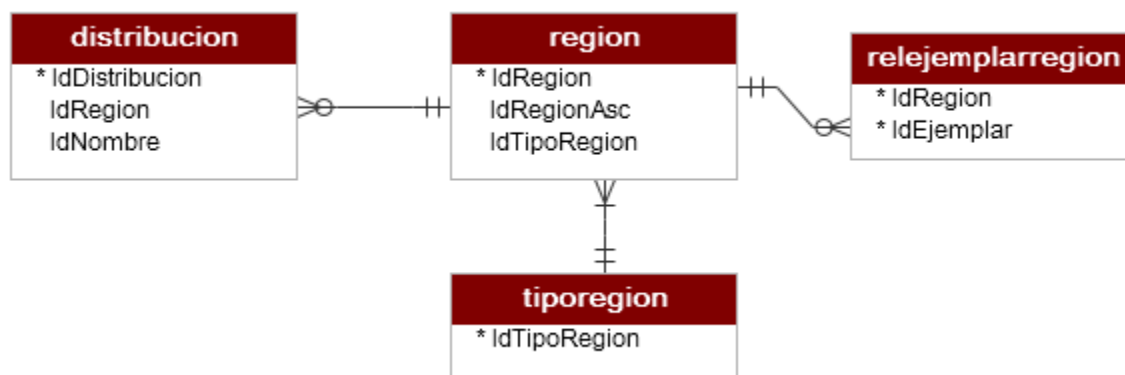 distribucion
* IdDistribucion
IdRegion
IdNombre
region
* IdRegion
IdRegionAsc
IdTipoRegion
relejemplarregion
* IdRegion
* IdEjemplar
tiporegion
* IdTipoRegion